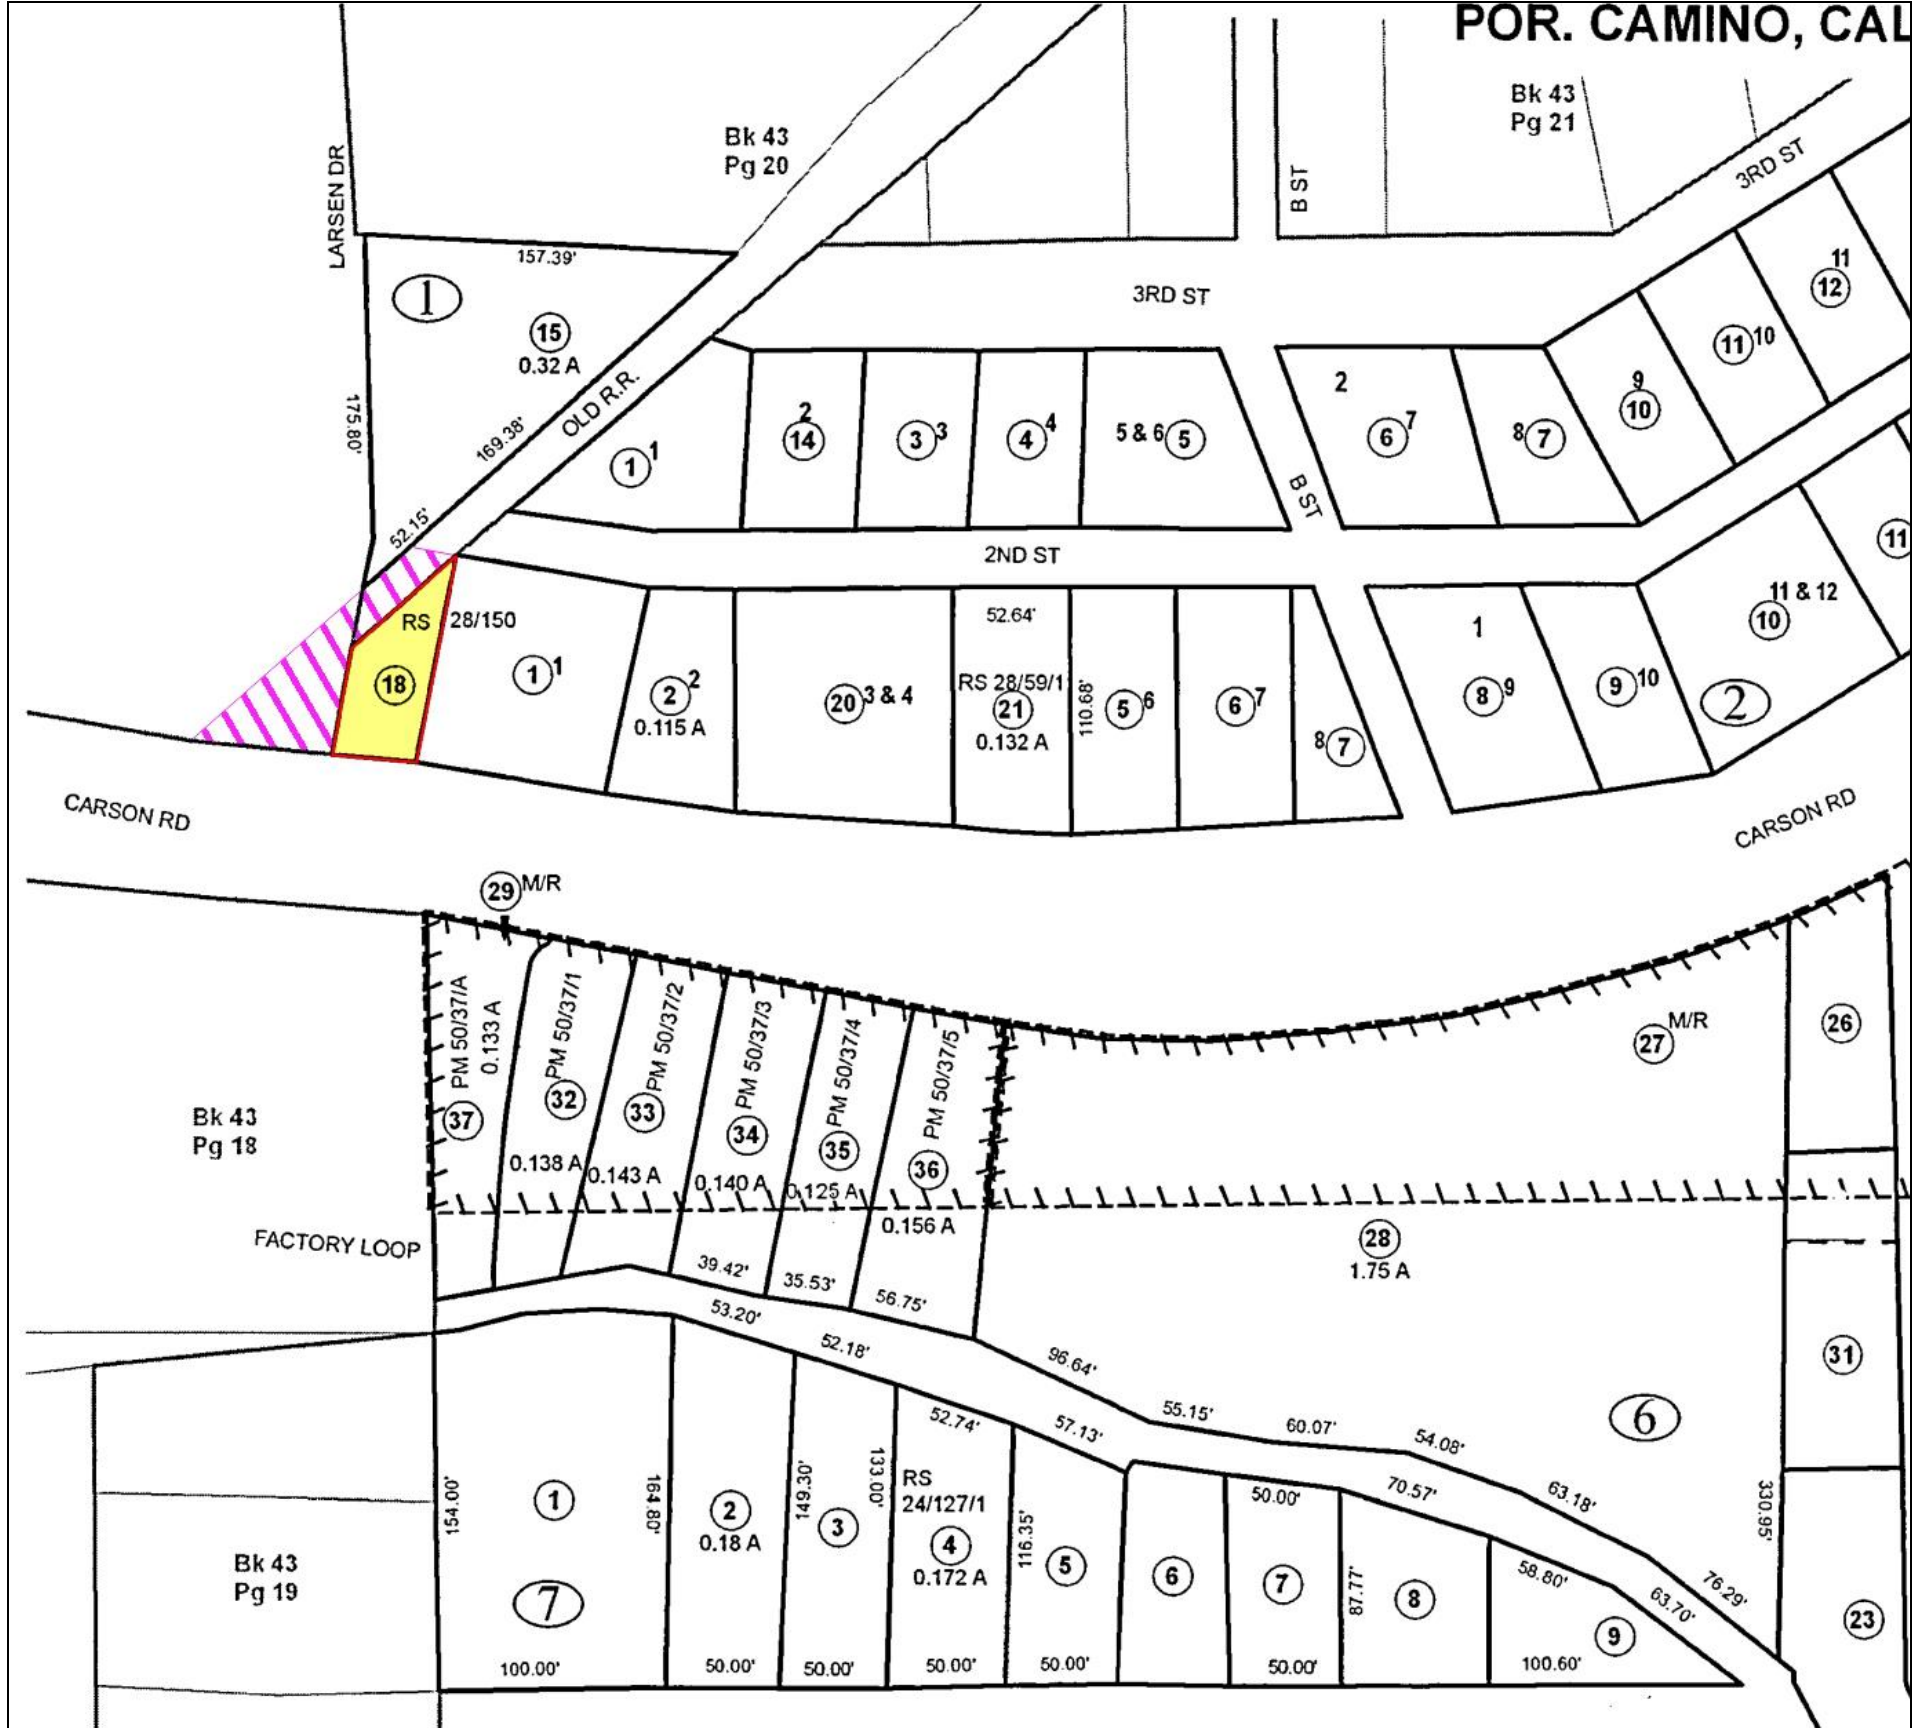 POR. CAMINO, CAL
Bk 43
Pg 20
Bk 43
Pg 21
LARSEN DR
B ST
3RD ST
157.39'
1
15
0.32 A
175.80'
169.38'
OLD R.R.
52.15'
3RD ST
11
12
11 10
9
10
2
6 7
8 7
1 1
2
14
3 3
4 4
5 & 6 5
B ST
2ND ST
11
RS 28/150
18
1 1
2 2
0.115 A
20 3 & 4
52.64'
RS 28/59/1
21
0.132 A
110.68'
5 6
6 7
8 7
1
8 9
9 10
11 & 12
10
2
CARSON RD
CARSON RD
29 M/R
27 M/R
26
PM 50/37/A
0.133 A
37
PM 50/37/1
32
0.138 A
PM 50/37/2
33
0.143 A
PM 50/37/3
34
0.140 A
PM 50/37/4
35
0.125 A
PM 50/37/5
36
0.156 A
Bk 43
Pg 18
FACTORY LOOP
28
1.75 A
39.42'
35.53'
56.75'
53.20'
52.18'
96.64'
55.15'
60.07'
54.08'
63.18'
76.29'
52.74'
57.13'
50.00'
70.57'
58.80'
63.70'
6
31
330.95'
23
Bk 43
Pg 19
154.00'
1
7
164.80'
2
0.18 A
149.30'
3
133.00'
RS
24/127/1
4
0.172 A
116.35'
5
6
7
87.77'
8
9
100.00'
50.00'
50.00'
50.00'
50.00'
50.00'
100.60'